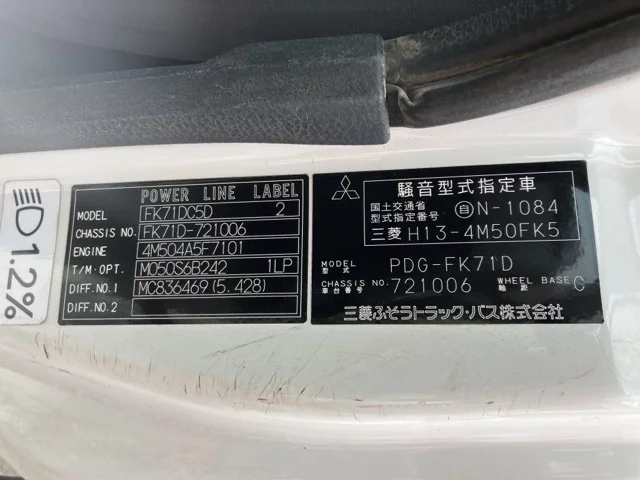 1.2%
POWER LINE LABEL
MODEL FK71DC5D 2
CHASSIS NO. FK71D-721006
ENGINE 4M504A5F7101
T/M·OPT. M050S6B242 1LP
DIFF.NO.1 MC836469(5.428)
DIFF.NO.2
騒音型式指定車
国土交通省
型式指定番号 自N-1084
三菱 H13-4M50FK5
MODEL 型式 PDG-FK71D
CHASSIS NO. 車台番号 721006 WHEEL BASE 軸距 C
三菱ふそうトラック・バス株式会社